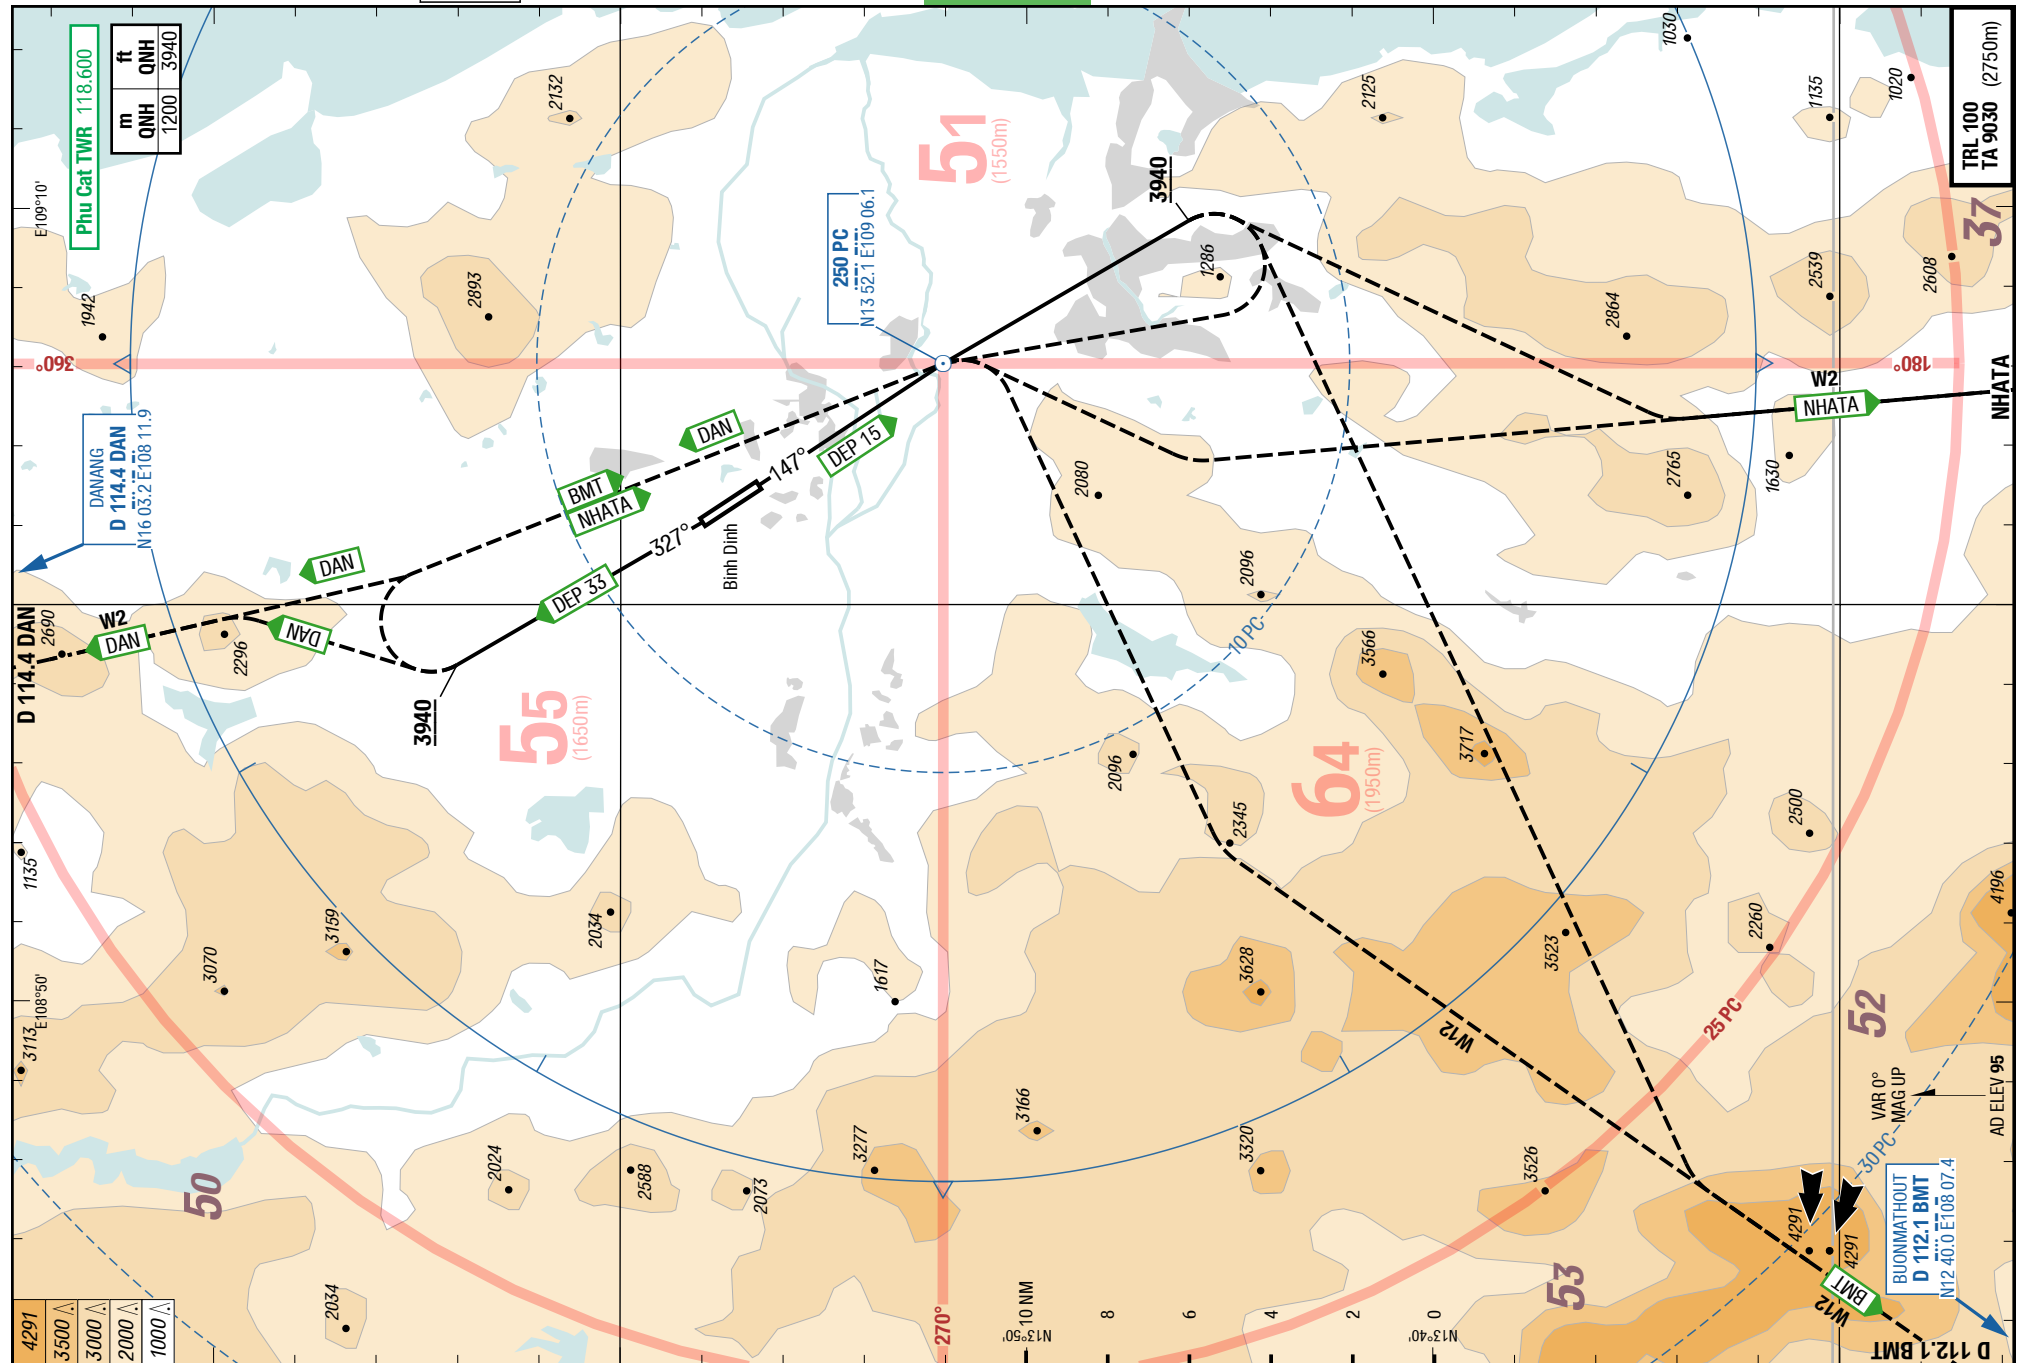 Phu Cat TWR 118.600
m
QNH
ft
QNH
1200
3940
TRL 100
TA 9030 (2750m)
E109°10'
E108°50'
250 PC
N13 52.1 E109 06.1
DANANG
D 114.4 DAN
N16 03.2 E108 11.9
D 114.4 DAN
W2
DAN
DAN
DAN
DAN
BMT
NHATA
DEP 33
DEP 15
327°
147°
Binh Dinh
3940
3940
51
(1550m)
55
(1650m)
64
(1950m)
37
50
52
53
360°
180°
270°
10 PC
25 PC
30 PC
W2
NHATA
NHATA
W12
W12
BMT
D 112.1 BMT
BUONMATHOUT
D 112.1 BMT
N12 40.0 E108 07.4
VAR 0°
MAG UP
AD ELEV 95
1942
2893
2132
2125
1030
1135
1020
2539
2608
2864
1286
2765
1630
2080
2096
2096
2345
3566
3717
2500
2260
4196
3523
3628
3526
3320
3166
3277
1617
2034
2588
2073
2024
2034
3159
3070
3113
1135
2296
2690
4291
4291
4291
3500
3000
2000
1000
N13°50'
10 NM
8
6
4
2
0
N13°40'